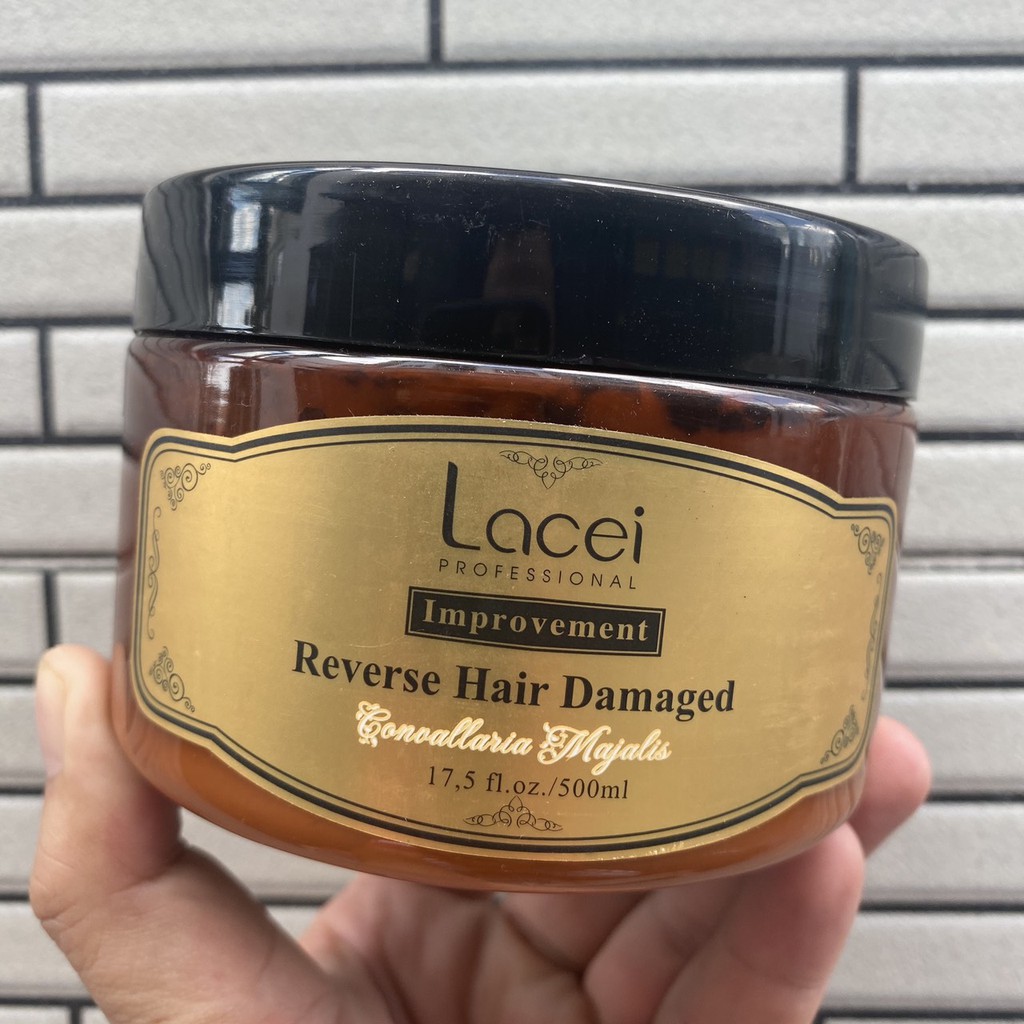 Lacei
PROFESSIONAL
Improvement
Reverse Hair Damaged
Convallaria Majalis
17,5 fl.oz./500ml